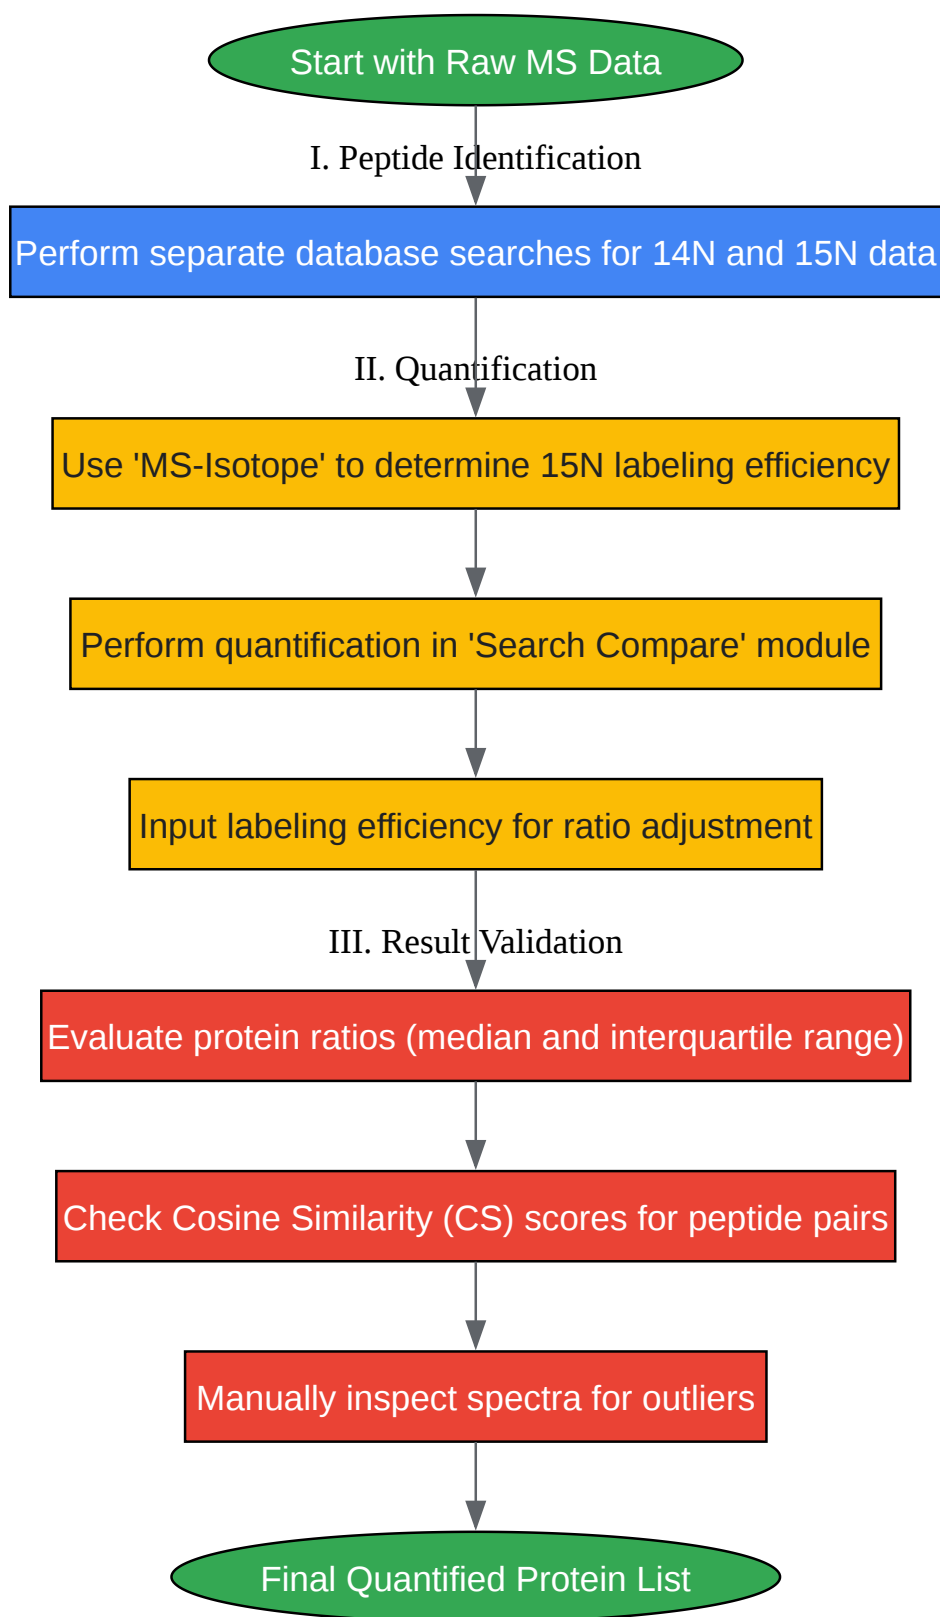 Start with Raw MS Data
I. Peptide Identification
Perform separate database searches for 14N and 15N data
II. Quantification
Use 'MS-Isotope' to determine 15N labeling efficiency
Perform quantification in 'Search Compare' module
Input labeling efficiency for ratio adjustment
III. Result Validation
Evaluate protein ratios (median and interquartile range)
Check Cosine Similarity (CS) scores for peptide pairs
Manually inspect spectra for outliers
Final Quantified Protein List